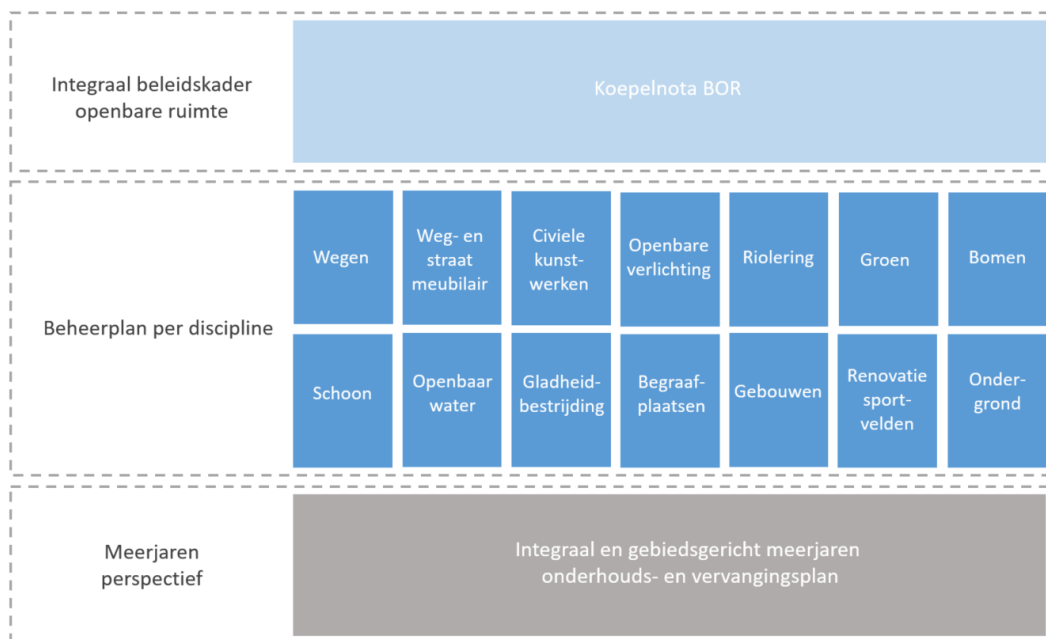 Integraal beleidskader
openbare ruimte
Koepelnota BOR
Beheerplan per discipline
Wegen
Weg- en
straat
meubilair
Civiele
kunst-
werken
Openbare
verlichting
Riolering
Groen
Bomen
Schoon
Openbaar
water
Gladheid-
bestrijding
Begraaf-
plaatsen
Gebouwen
Renovatie
sport-
velden
Onder-
grond
Meerjaren
perspectief
Integraal en gebiedsgericht meerjaren
onderhouds- en vervangingsplan